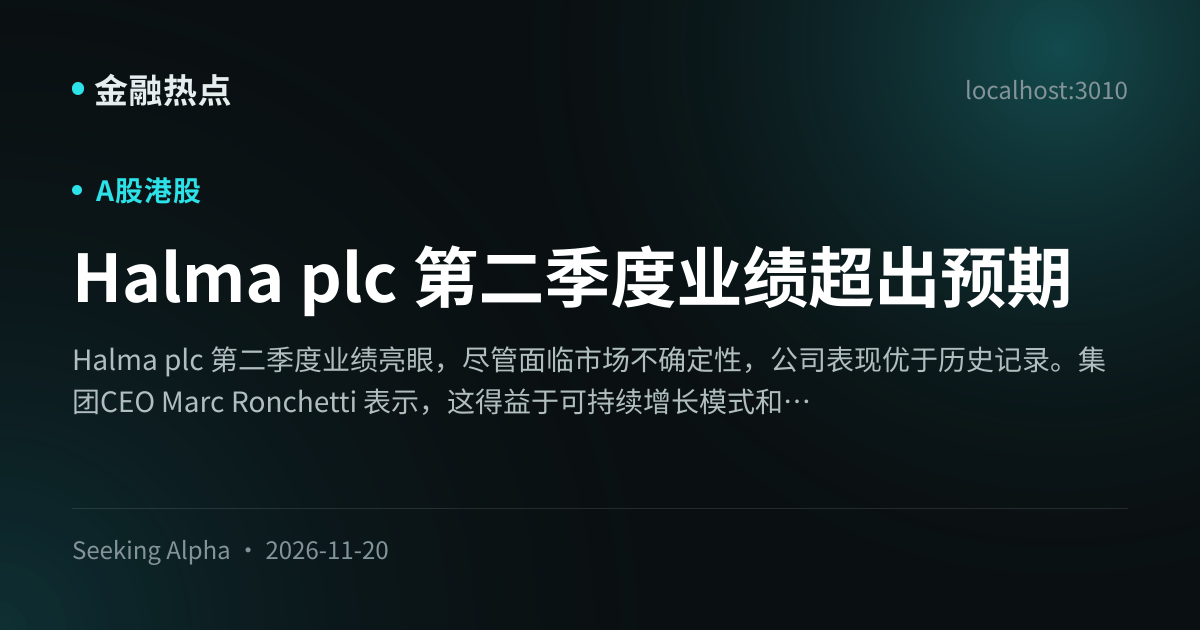 金融热点
localhost:3010
A股港股
Halma plc 第二季度业绩超出预期
Halma plc 第二季度业绩亮眼，尽管面临市场不确定性，公司表现优于历史记录。集
团CEO Marc Ronchetti 表示，这得益于可持续增长模式和…
Seeking Alpha · 2026-11-20